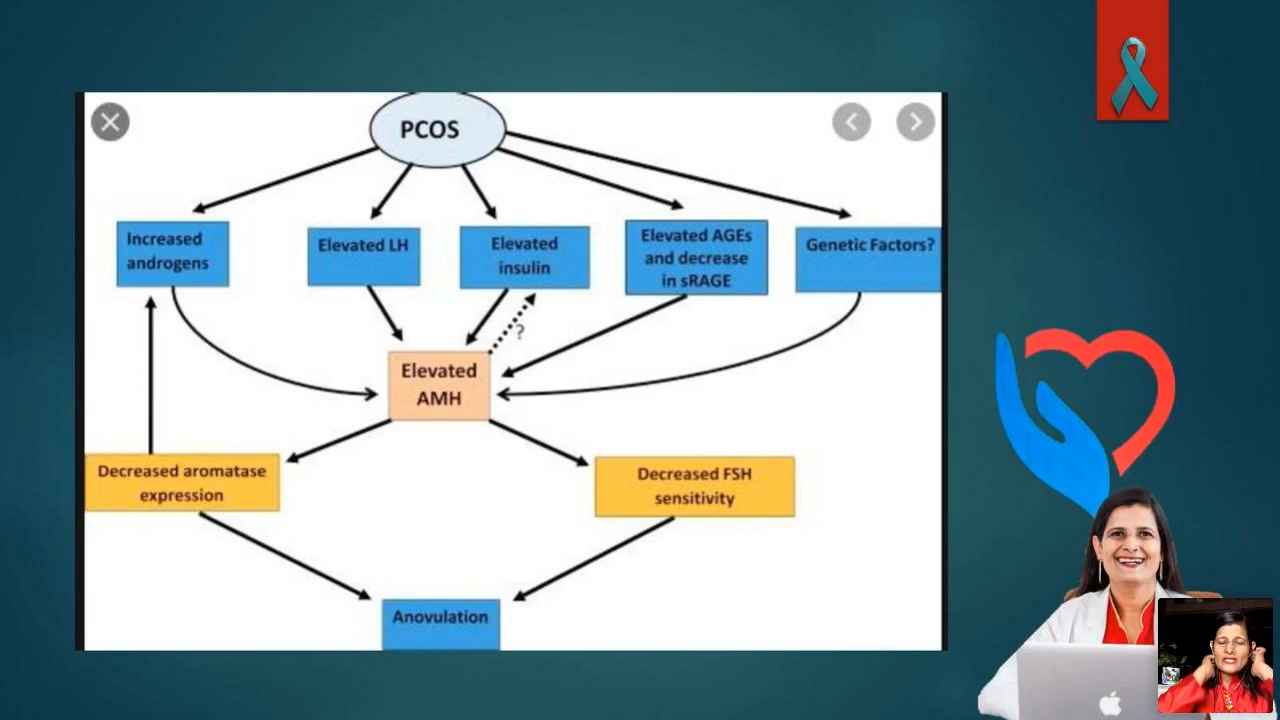 PCOS
Increased
androgens
Elevated LH
Elevated
insulin
Elevated AGEs
and decrease
in sRAGE
Genetic Factors?
?
Elevated
AMH
Decreased aromatase
expression
Decreased FSH
sensitivity
Anovulation